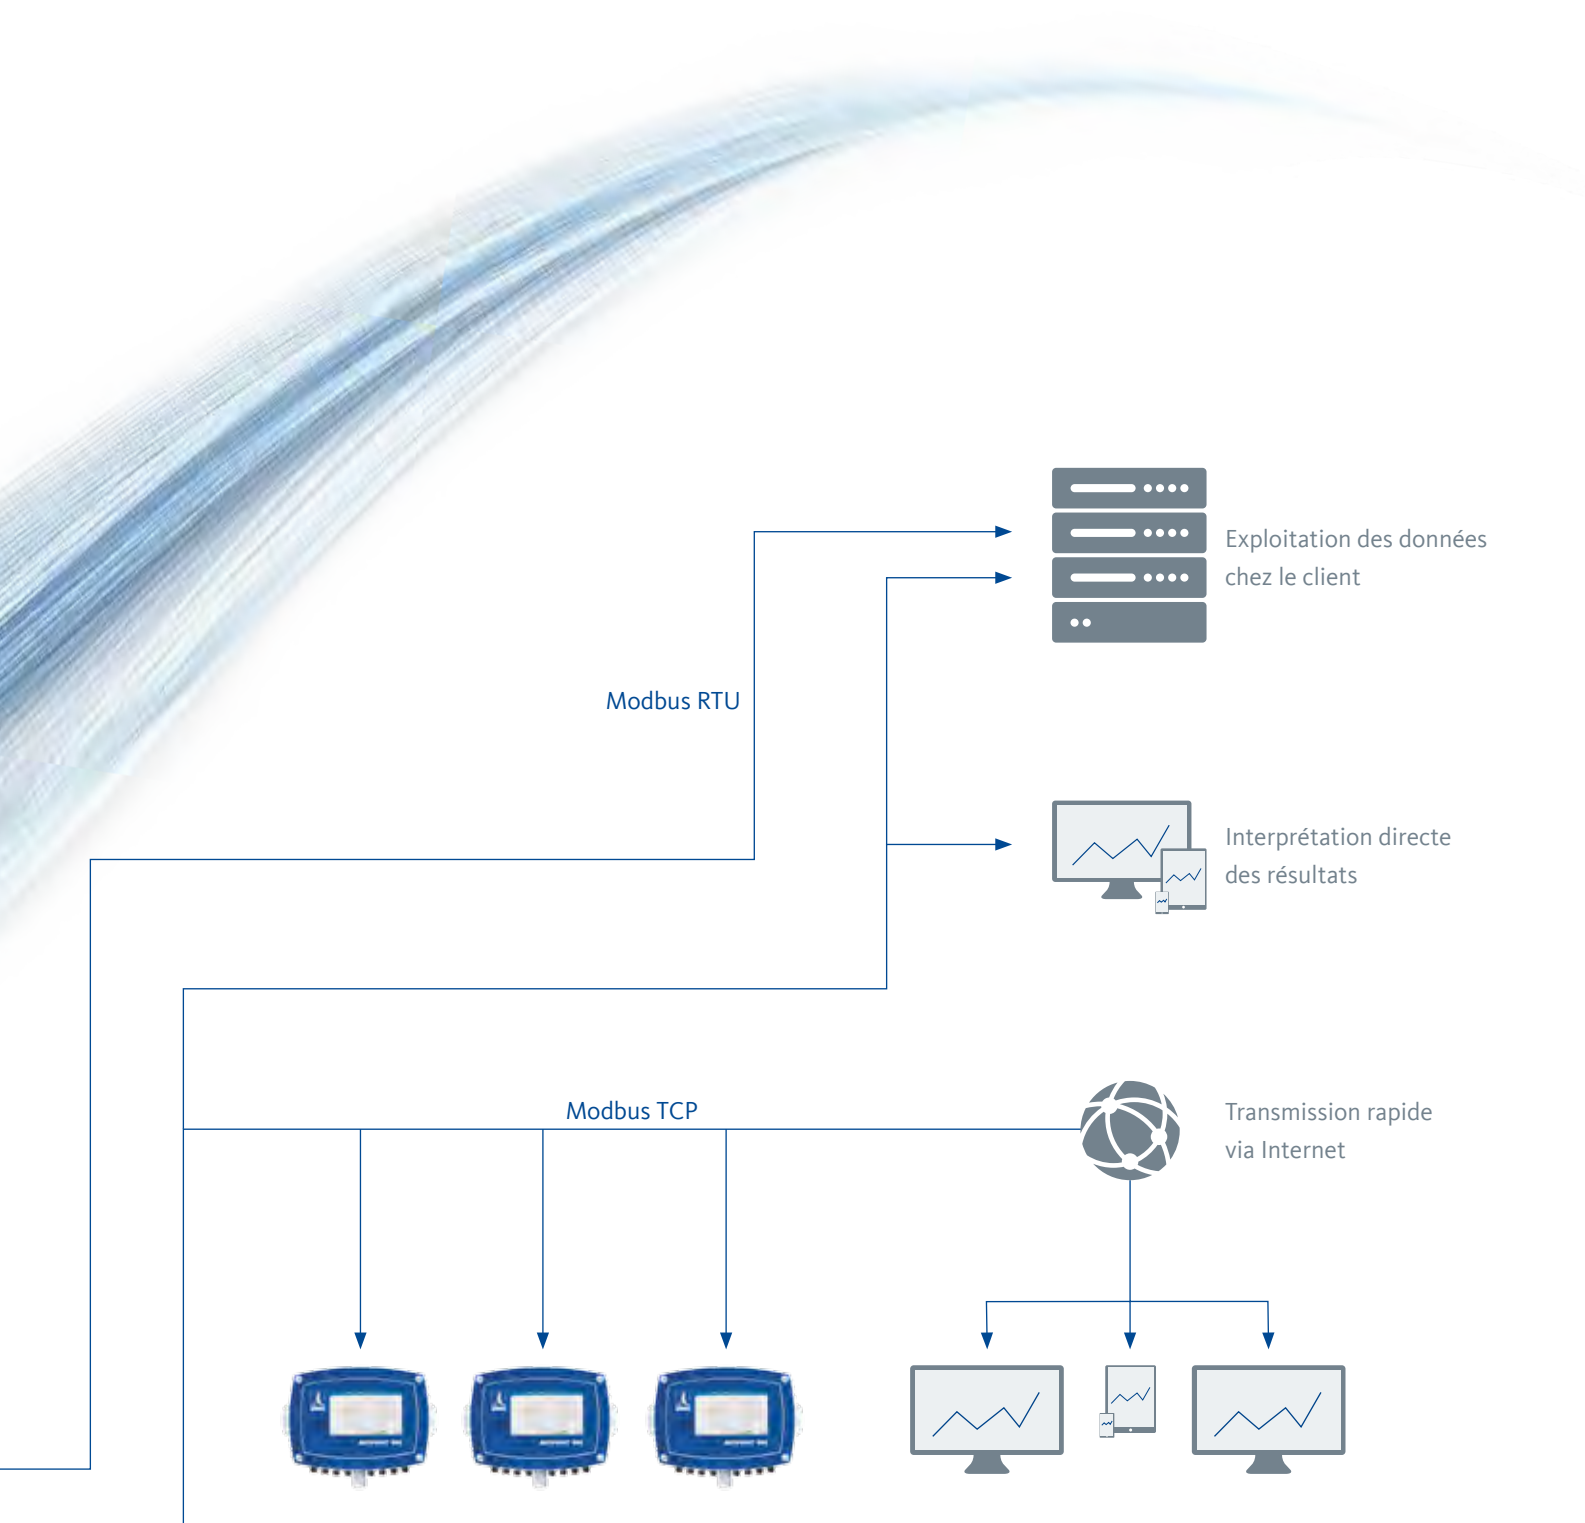 Exploitation des données
chez le client
Modbus RTU
Interprétation directe
des résultats
Modbus TCP
Transmission rapide
via Internet